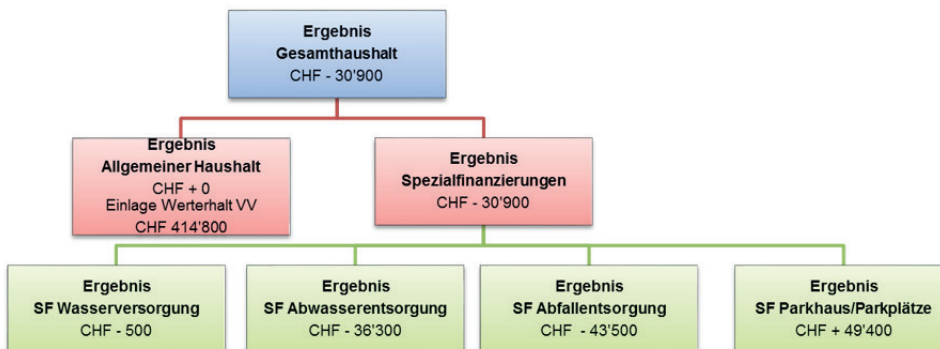 Ergebnis
Gesamthaushalt
CHF - 30'900
Ergebnis
Allgemeiner Haushalt
CHF + 0
Einlage Werterhalt VV
CHF 414'800
Ergebnis
Spezialfinanzierungen
CHF - 30'900
Ergebnis
SF Wasserversorgung
CHF - 500
Ergebnis
SF Abwasserentsorgung
CHF - 36'300
Ergebnis
SF Abfallentsorgung
CHF - 43'500
Ergebnis
SF Parkhaus/Parkplätze
CHF + 49'400